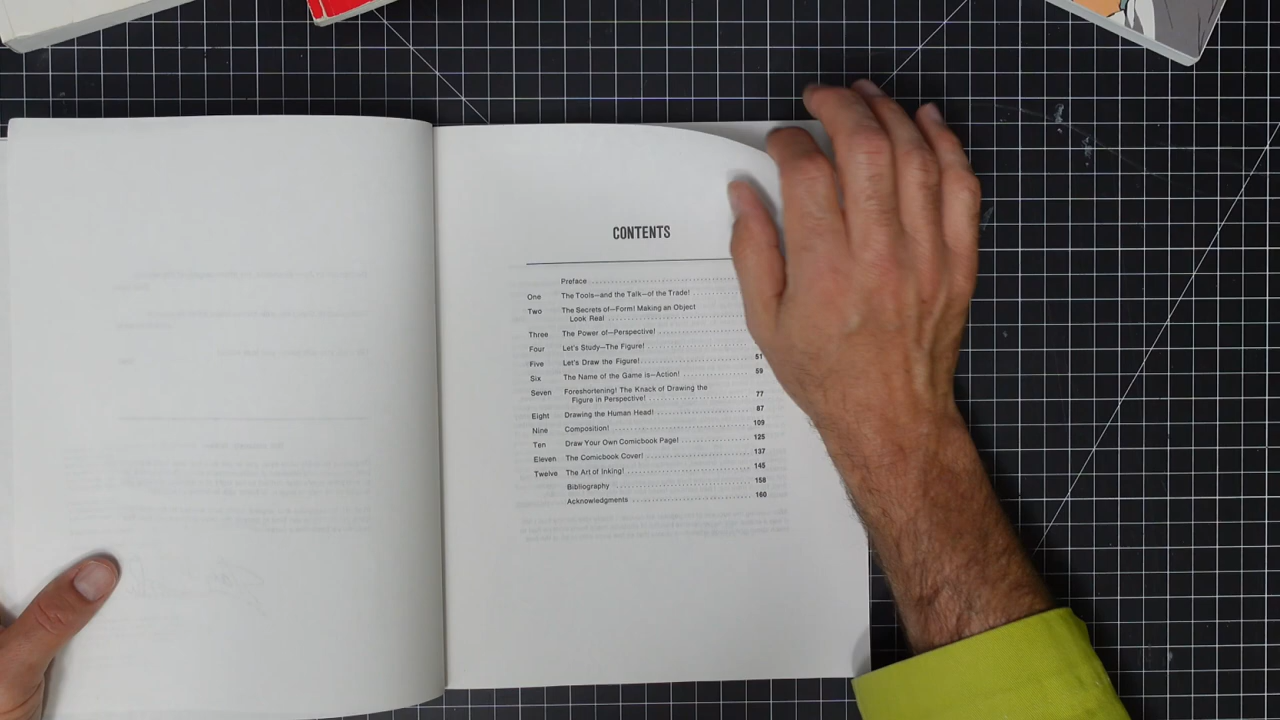 CONTENTS
Preface
One The Tools—and the Talk—of the Trade!
Two The Secrets of—Form! Making an Object
Look Real
Three The Power of—Perspective!
Four Let's Study—The Figure!
Five Let's Draw the Figure! 51
Six The Name of the Game is—Action! 59
Seven Foreshortening! The Knack of Drawing the
Figure in Perspective! 77
Eight Drawing the Human Head! 87
Nine Composition! 109
Ten Draw Your Own Comicbook Page! 125
Eleven The Comicbook Cover! 137
Twelve The Art of Inking! 145
Bibliography 158
Acknowledgments 160